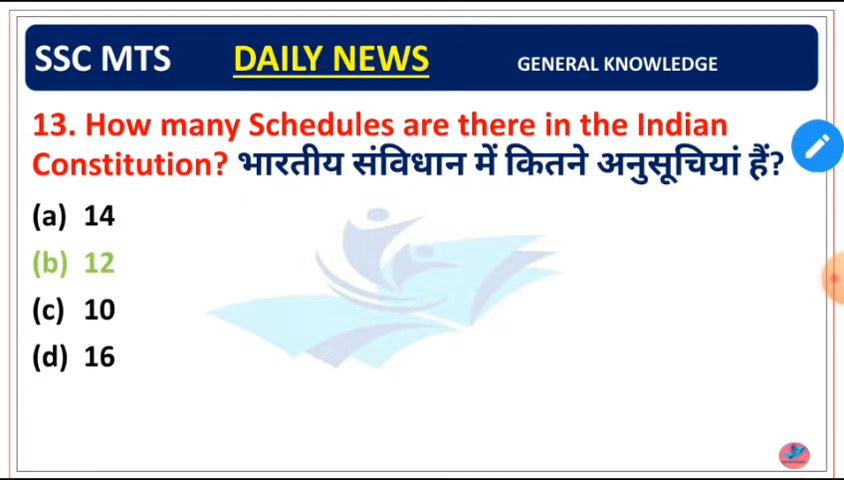 SSC MTS DAILY NEWS GENERAL KNOWLEDGE
13. How many Schedules are there in the Indian
Constitution? भारतीय संविधान में कितने अनुसूचियां हैं?
(a) 14
(b) 12
(c) 10
(d) 16